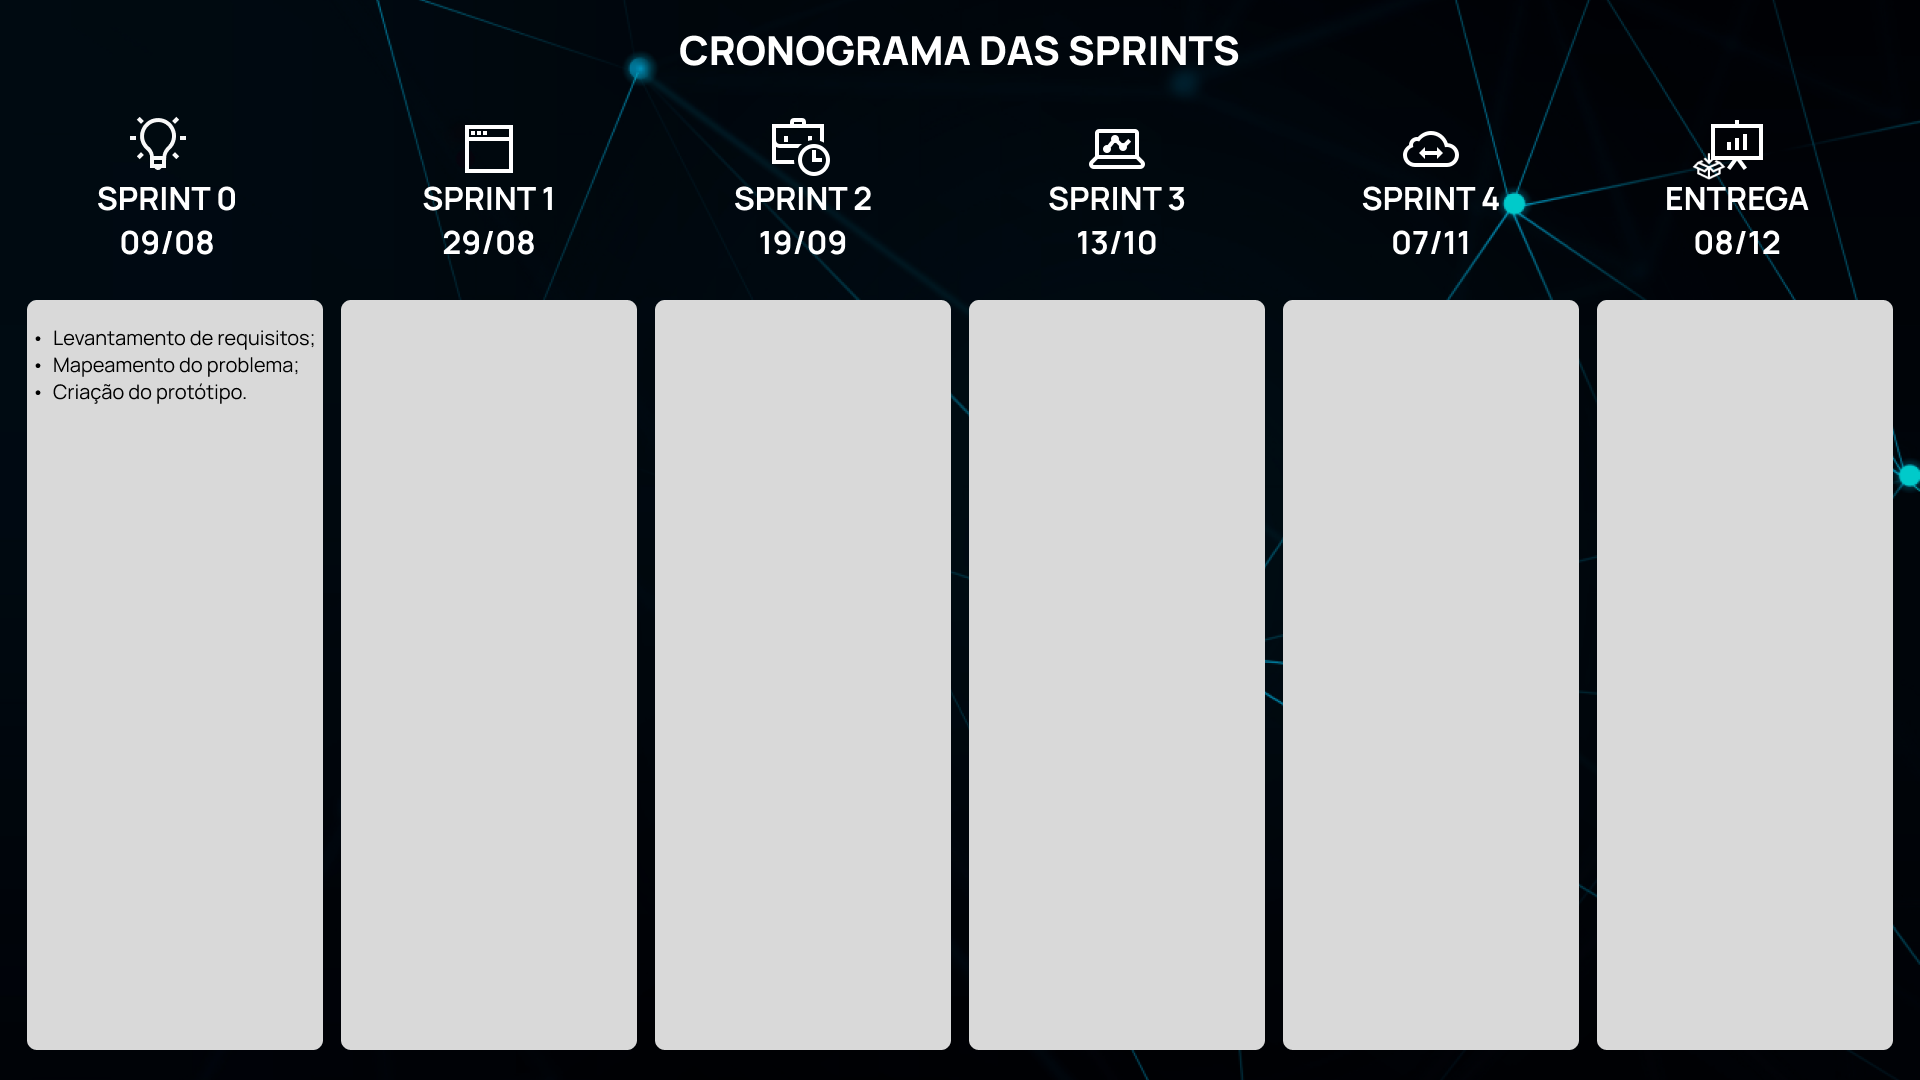 CRONOGRAMA DAS SPRINTS
SPRINT 0
09/08
SPRINT 1
29/08
SPRINT 2
19/09
SPRINT 3
13/10
SPRINT 4
07/11
ENTREGA
08/12
• Levantamento de requisitos;
• Mapeamento do problema;
• Criação do protótipo.